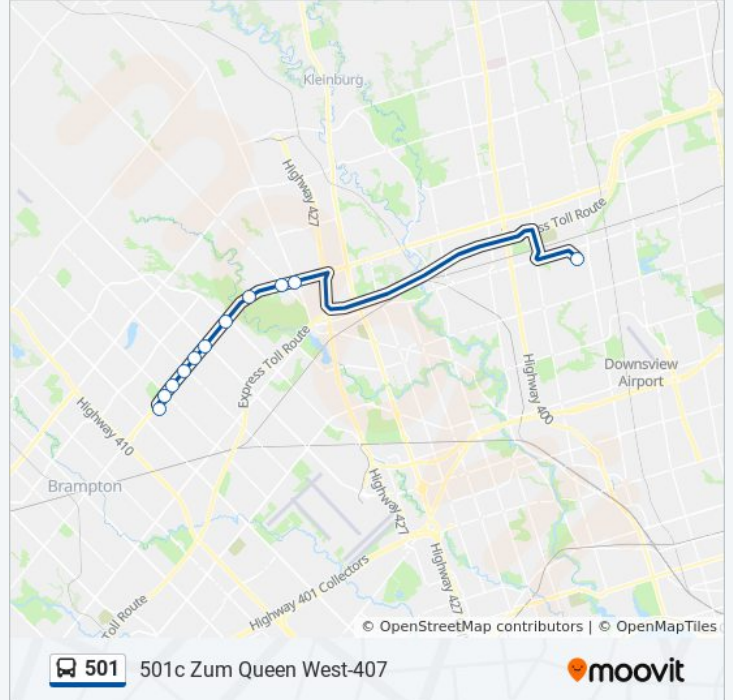 Kleinburg
Highway 427
ss Toll Route
Express Toll Route
Downsview
Airport
Highway 400
Highway 410
Brampton
Highway 427
Highway 427
Highway 401 Collectors
Toll Route
© OpenStreetMap contributors | © OpenMapTiles
501 501c Zum Queen West-407 moovit